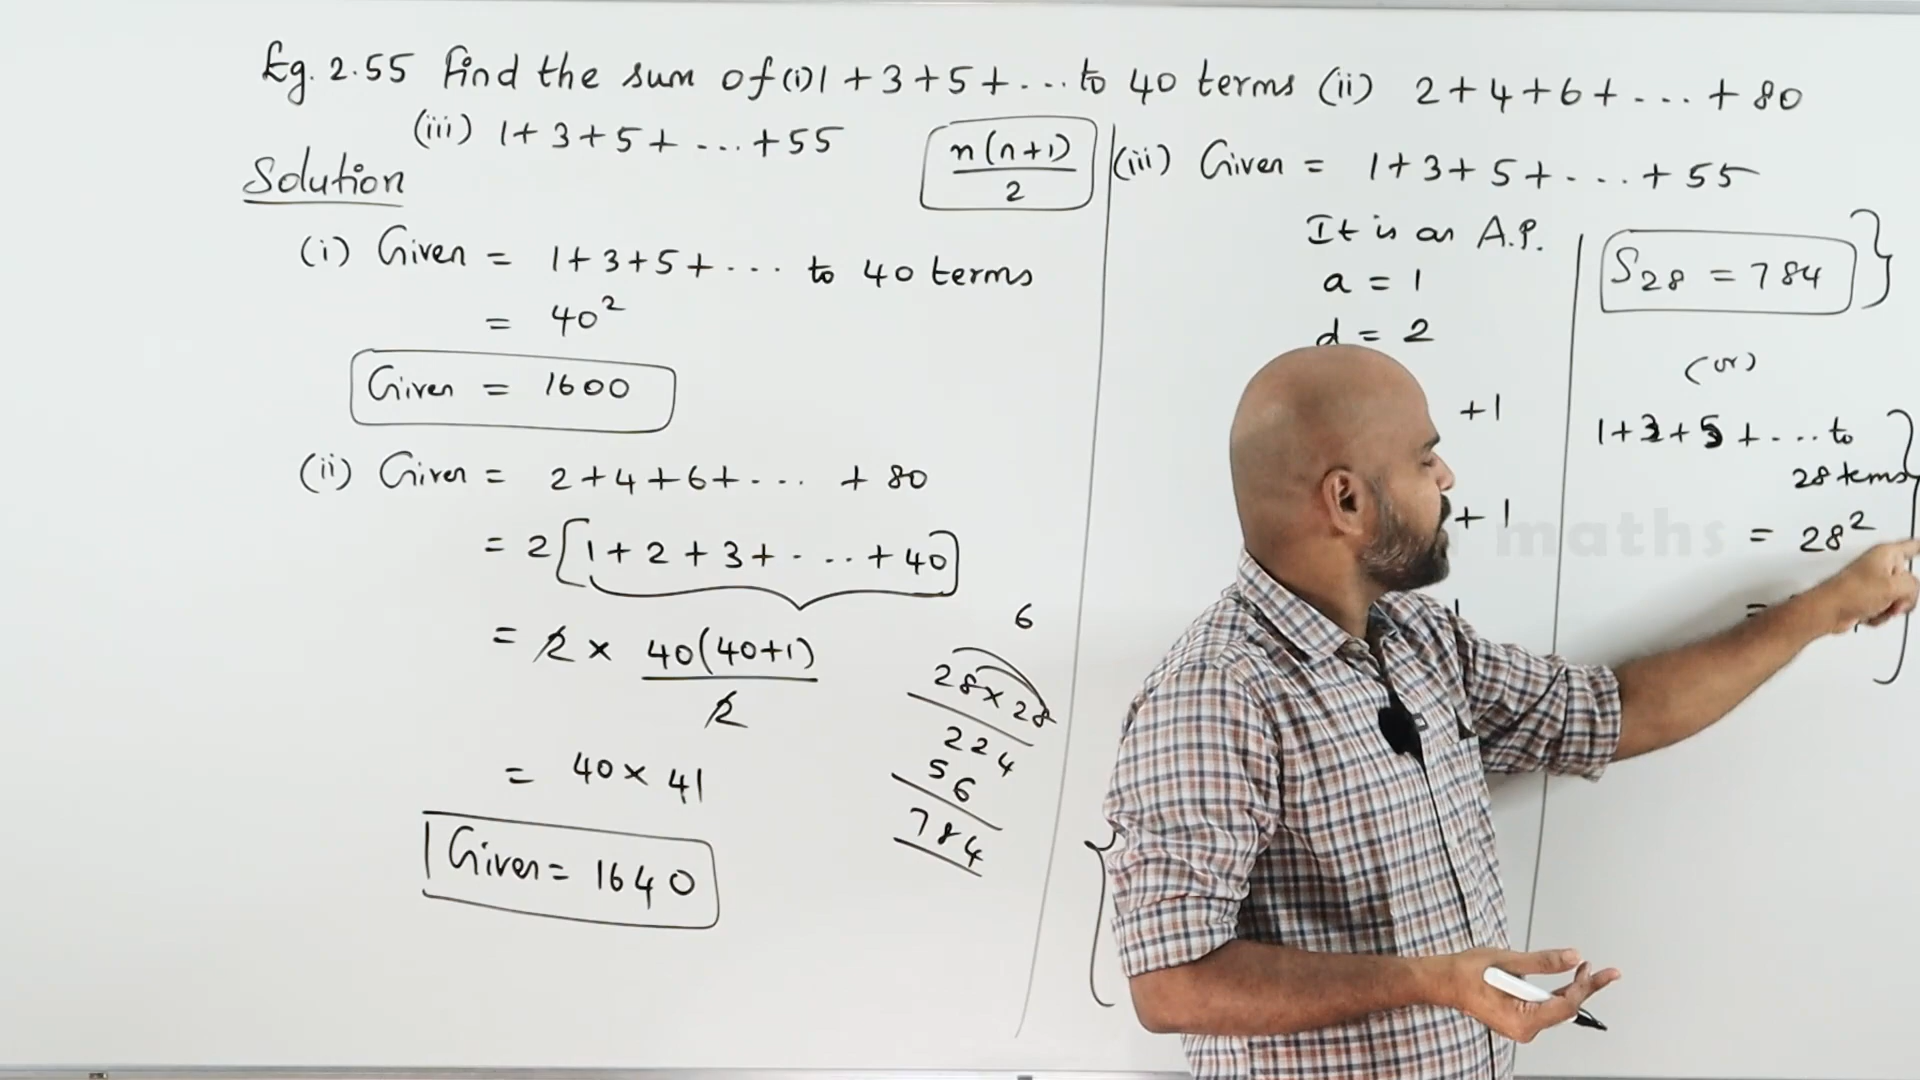 Eg. 2.55 Find the sum of (i) 1 + 3 + 5 + ... to 40 terms (ii) 2 + 4 + 6 + ... + 80
(iii) 1 + 3 + 5 + ... + 55
Solution
n(n+1)
2
(i) Given = 1 + 3 + 5 + ... to 40 terms
= 40²
Given = 1600
(ii) Given = 2 + 4 + 6 + ... + 80
= 2 [1 + 2 + 3 + ... + 40]
= 2 × 40(40+1)
2
= 40 × 41
Given = 1640
6
28 × 28
224
56
784
(iii) Given = 1 + 3 + 5 + ... + 55
It is an A.P.
a = 1
d = 2
+ 1
+ 1
S28 = 784
(or)
1 + 3 + 5 + ... to
28 terms
= 28²
=
maths